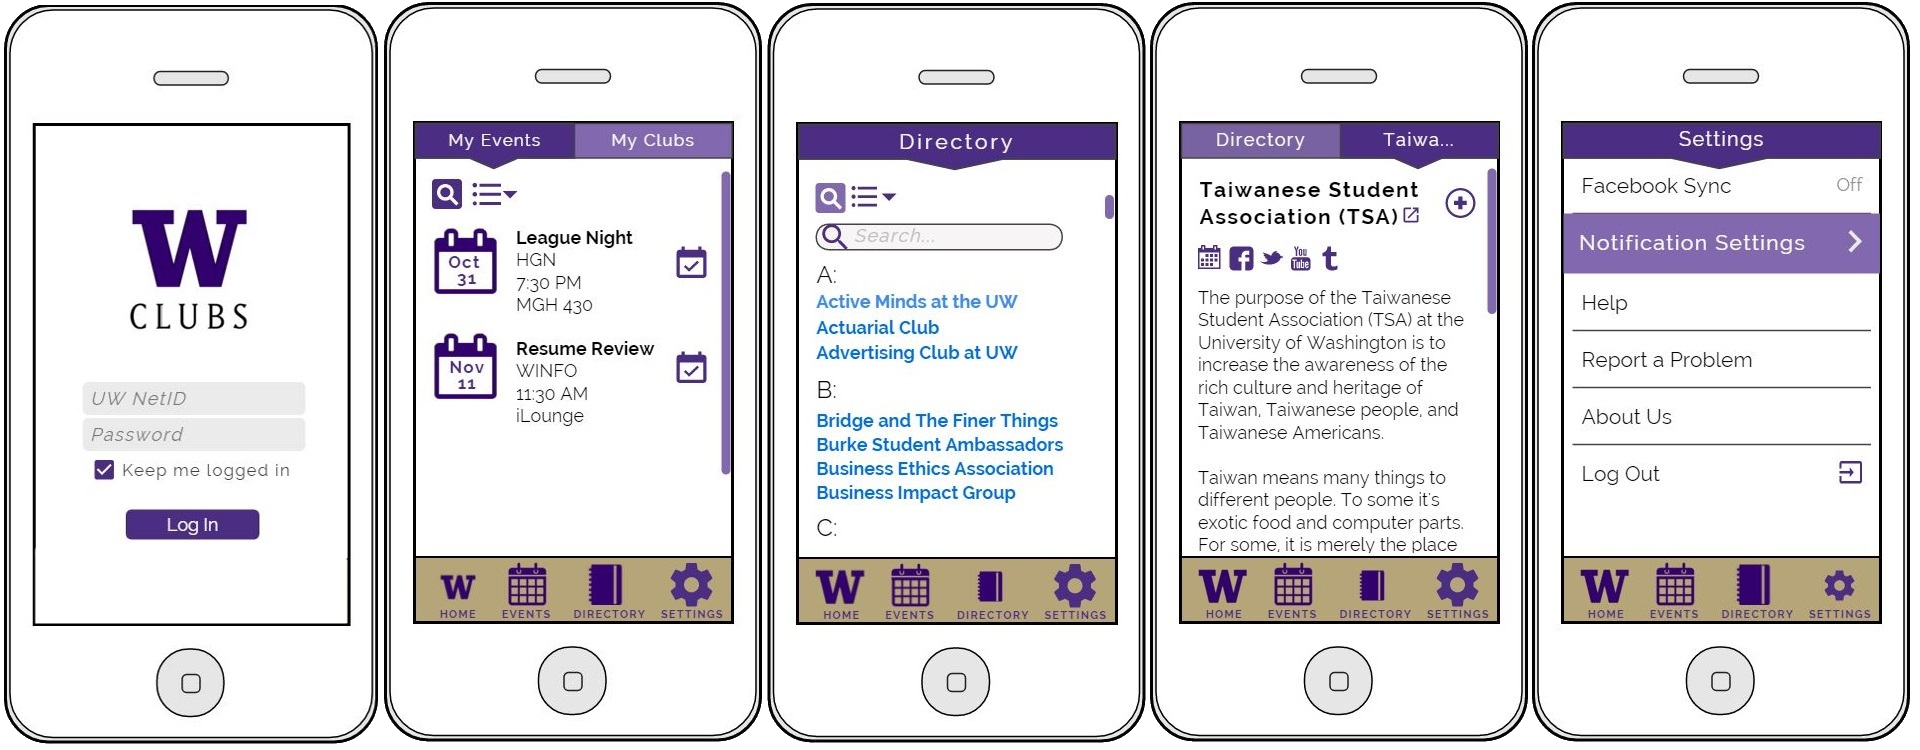 W
CLUBS
UW NetID
Password
Keep me logged in
Log In
My Events
My Clubs
Oct
31
League Night
HGN
7:30 PM
MGH 430
Nov
11
Resume Review
WINFO
11:30 AM
iLounge
W
HOME
EVENTS
DIRECTORY
SETTINGS
Directory
Search...
A:
Active Minds at the UW
Actuarial Club
Advertising Club at UW
B:
Bridge and The Finer Things
Burke Student Ambassadors
Business Ethics Association
Business Impact Group
C:
W
HOME
EVENTS
DIRECTORY
SETTINGS
Directory
Taiwa...
Taiwanese Student
Association (TSA)
f
You
Tube
t
The purpose of the Taiwanese
Student Association (TSA) at the
University of Washington is to
increase the awareness of the
rich culture and heritage of
Taiwan, Taiwanese people, and
Taiwanese Americans.
Taiwan means many things to
different people. To some it's
exotic food and computer parts.
For some, it is merely the place
W
HOME
EVENTS
DIRECTORY
SETTINGS
Settings
Facebook Sync
Off
Notification Settings
Help
Report a Problem
About Us
Log Out
W
HOME
EVENTS
DIRECTORY
SETTINGS